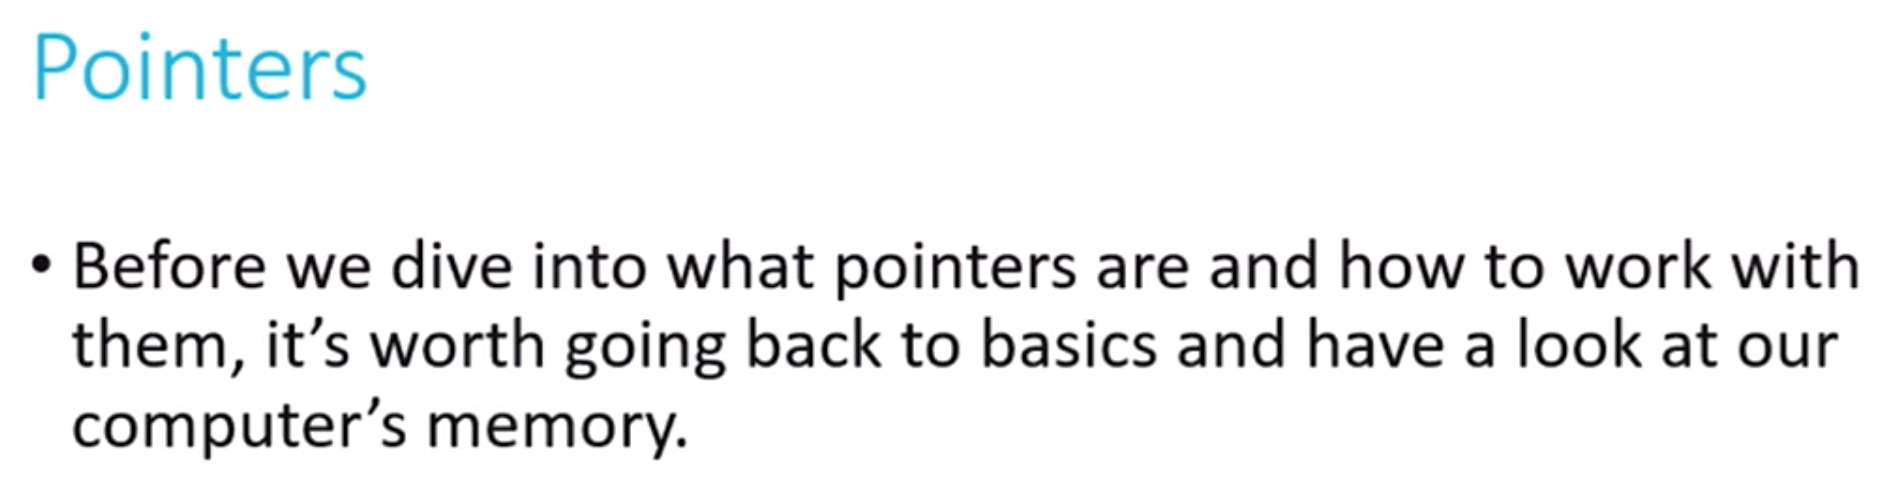 Pointers
• Before we dive into what pointers are and how to work with
them, it’s worth going back to basics and have a look at our
computer’s memory.